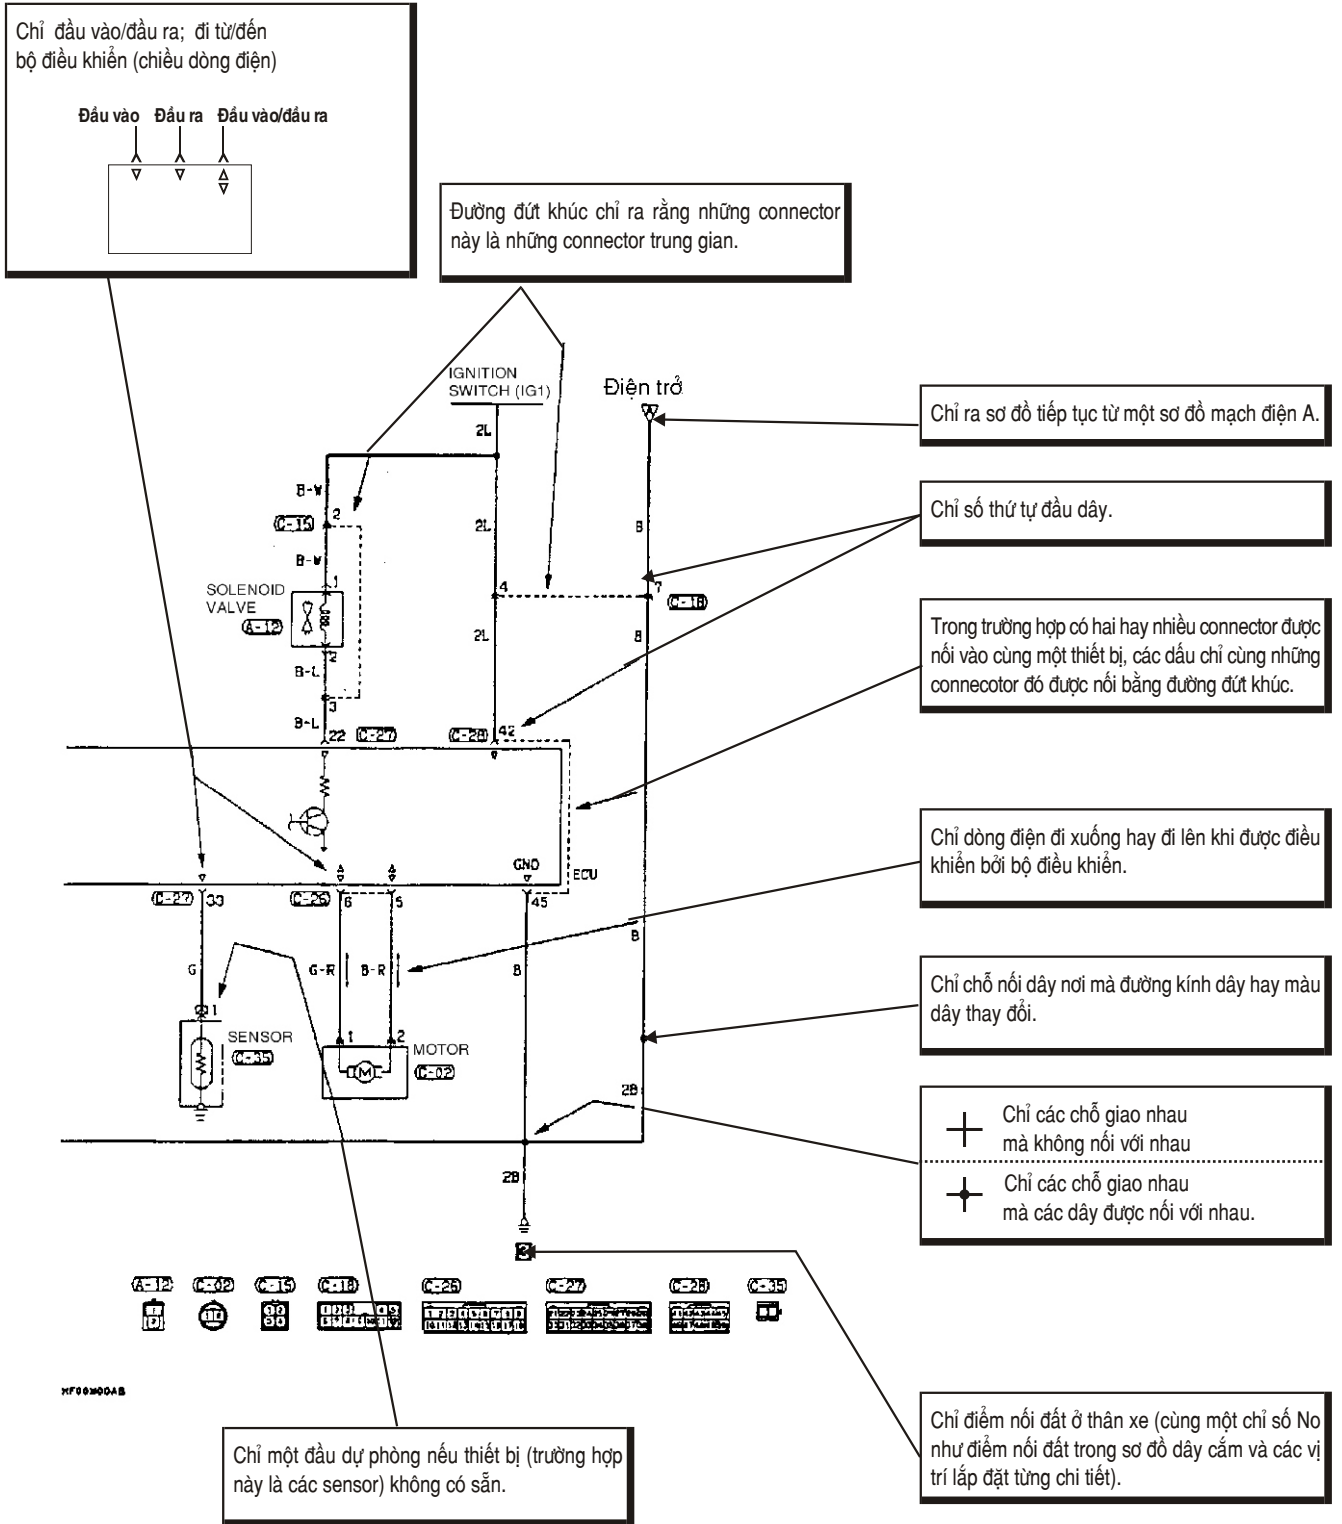 Chỉ đầu vào/đầu ra; đi từ/đến
bộ điều khiển (chiều dòng điện)
Đầu vào Đầu ra Đầu vào/đầu ra
Đường đứt khúc chỉ ra rằng những connector
này là những connector trung gian.
IGNITION
SWITCH (IG1)
Điện trở
A
Chỉ ra sơ đồ tiếp tục từ một sơ đồ mạch điện A.
2L
B-W
2
C-15
2L
B
Chỉ số thứ tự đầu dây.
B-W
1
SOLENOID
VALVE
A-12
4
7
C-18
2L
B
Trong trường hợp có hai hay nhiều connector được
nối vào cùng một thiết bị, các dấu chỉ cùng những
connecotor đó được nối bằng đường đứt khúc.
2
B-L
3
B-L
22
C-27
C-28
42
Chỉ dòng điện đi xuống hay đi lên khi được điều
khiển bởi bộ điều khiển.
GND
ECU
C-27
33
C-26
6
5
45
B
G
G-R
B-R
B
Chỉ chỗ nối dây nơi mà đường kính dây hay màu
dây thay đổi.
1
SENSOR
C-35
1
2
MOTOR
M
C-02
2B
Chỉ các chỗ giao nhau
mà không nối với nhau
Chỉ các chỗ giao nhau
mà các dây được nối với nhau.
2B
3
A-12 C-02 C-15 C-18 C-26 C-27 C-28 C-35
Chỉ một đầu dự phòng nếu thiết bị (trường hợp
này là các sensor) không có sẵn.
Chỉ điểm nối đất ở thân xe (cùng một chỉ số No
như điểm nối đất trong sơ đồ dây cắm và các vị
trí lắp đặt từng chi tiết).